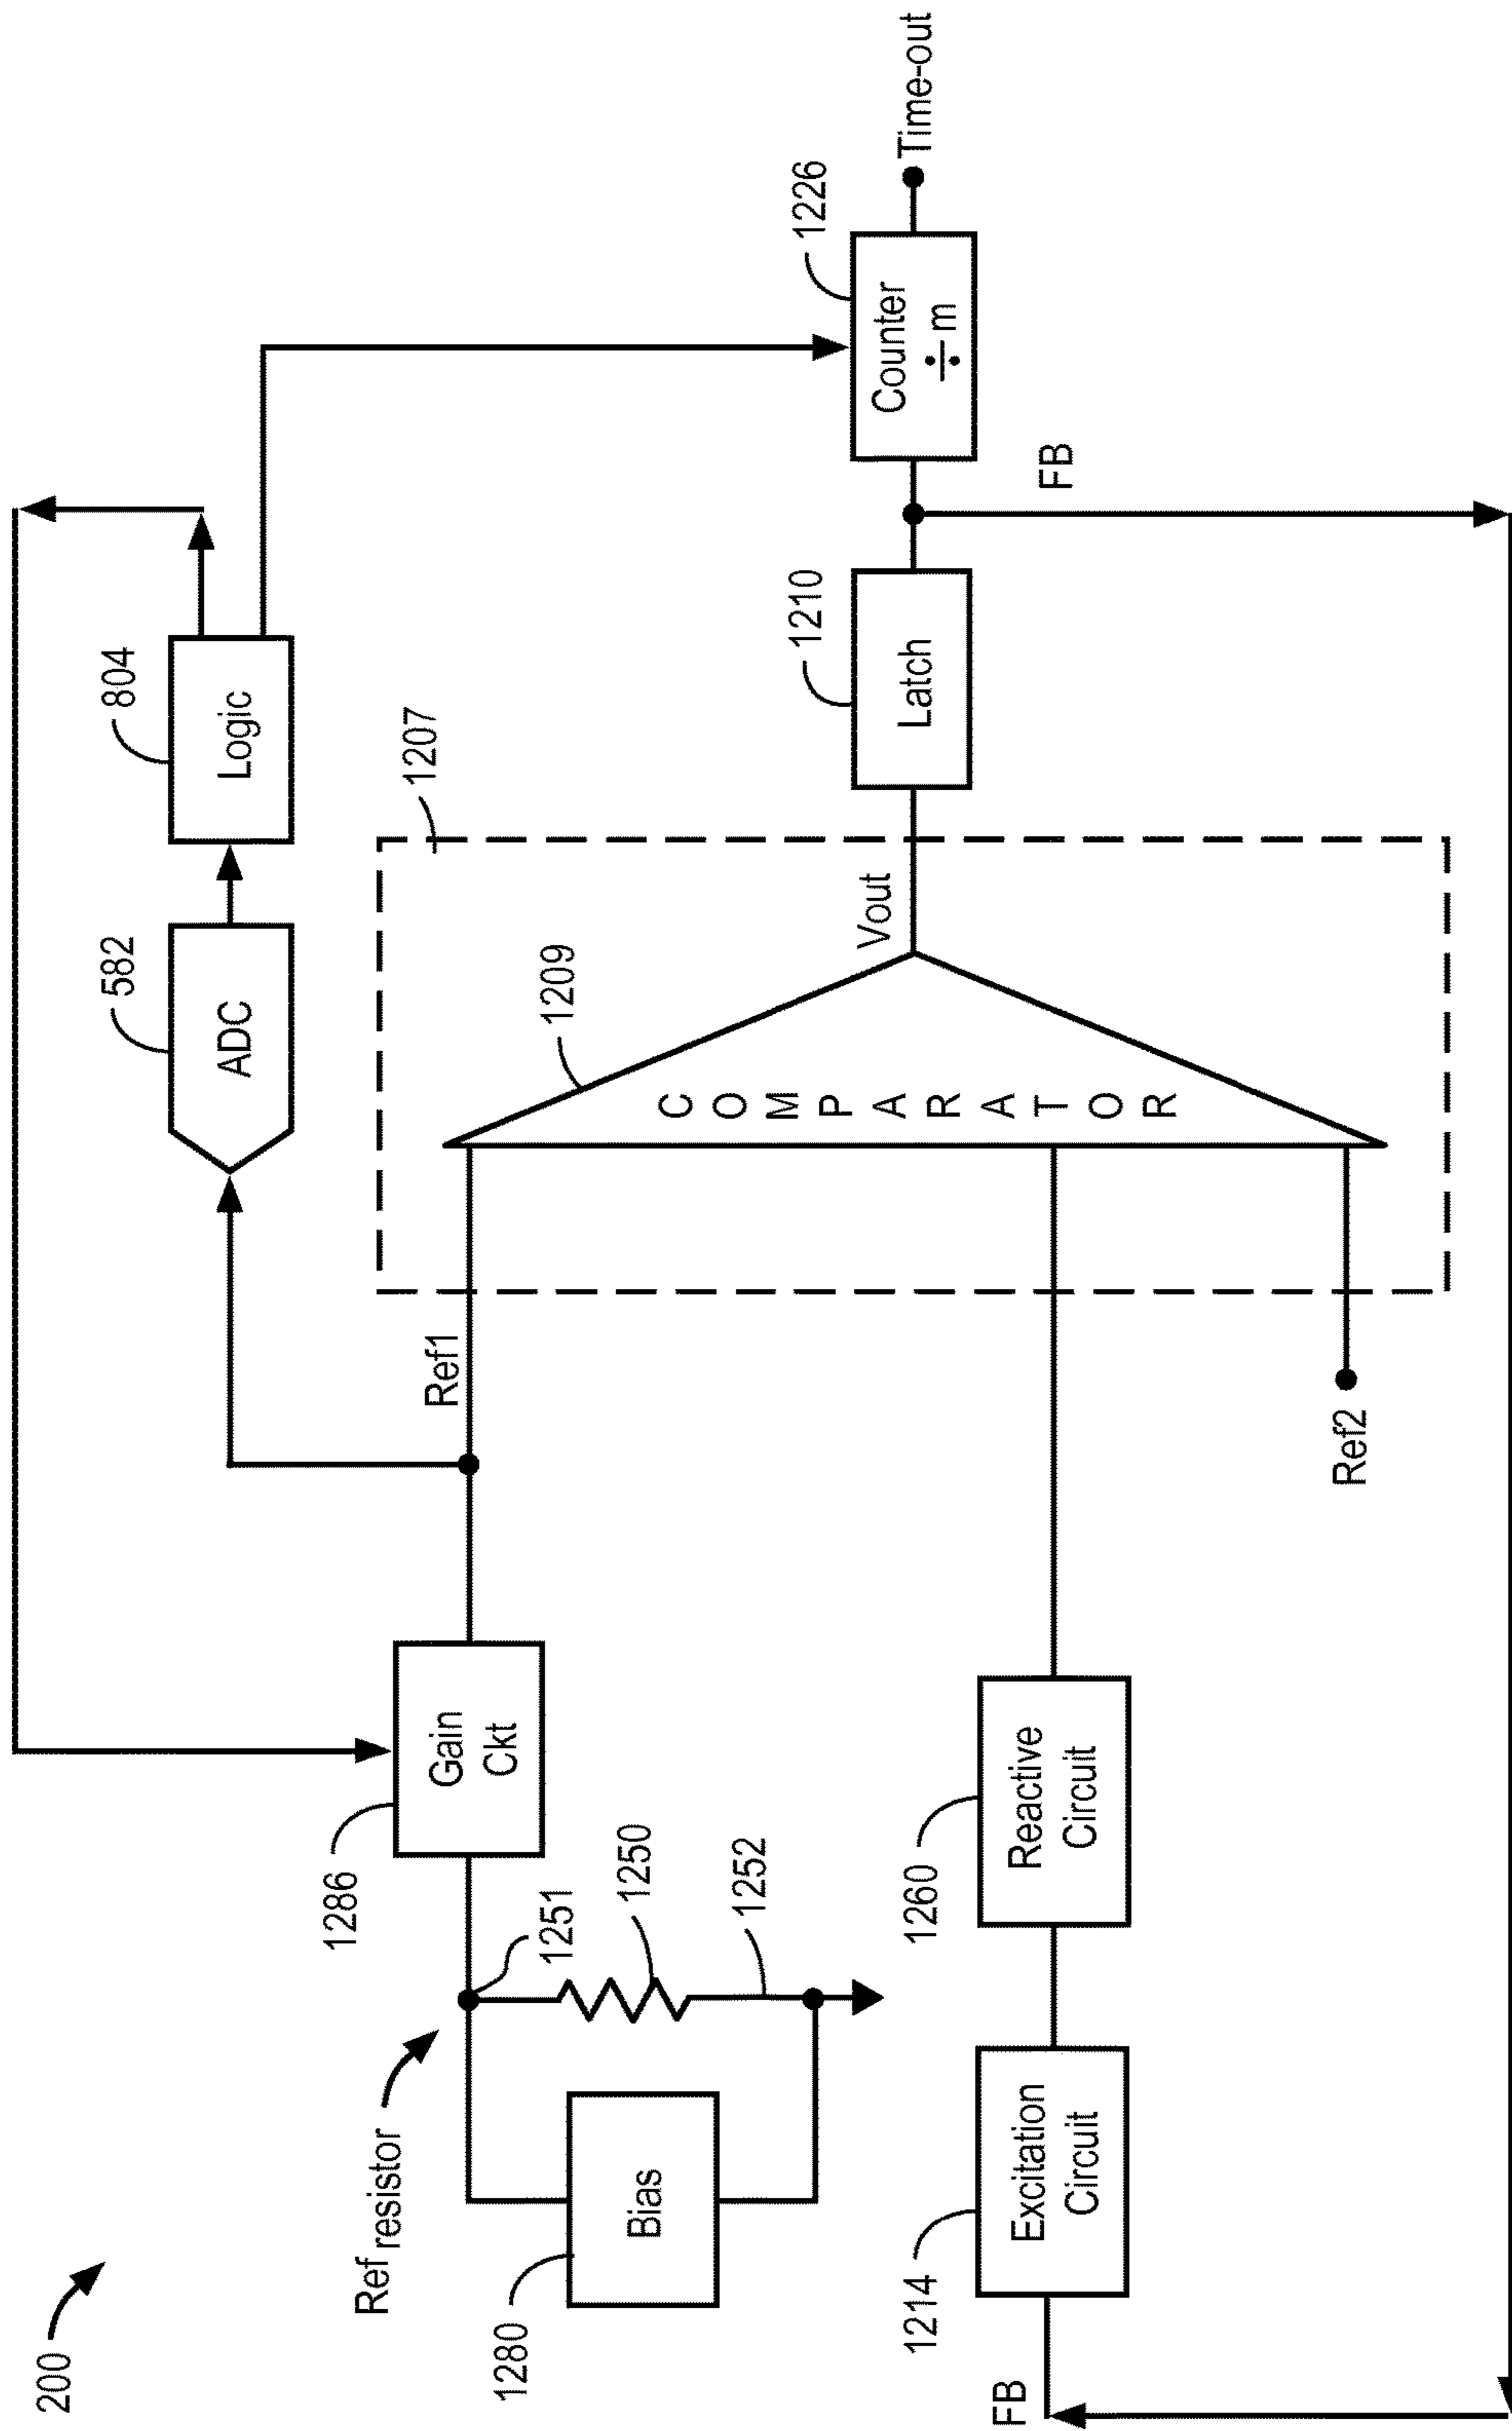 200
582
ADC
804
Logic
1286
Gain
Ckt
Ref1
1207
1209
COMPARATOR
Vout
1210
Latch
1226
Counter
÷m
Time-out
FB
Ref resistor
1251
1250
1252
1280
Bias
1260
Reactive
Circuit
1214
Excitation
Circuit
FB
Ref2